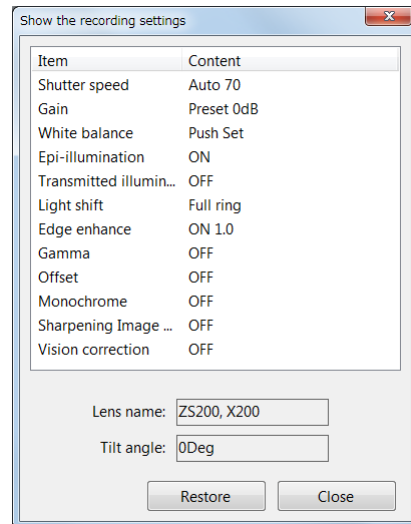 Show the recording settings
Item Content
Shutter speed Auto 70
Gain Preset 0dB
White balance Push Set
Epi-illumination ON
Transmitted illumin... OFF
Light shift Full ring
Edge enhance ON 1.0
Gamma OFF
Offset OFF
Monochrome OFF
Sharpening Image ... OFF
Vision correction OFF
Lens name: ZS200, X200
Tilt angle: 0Deg
Restore Close